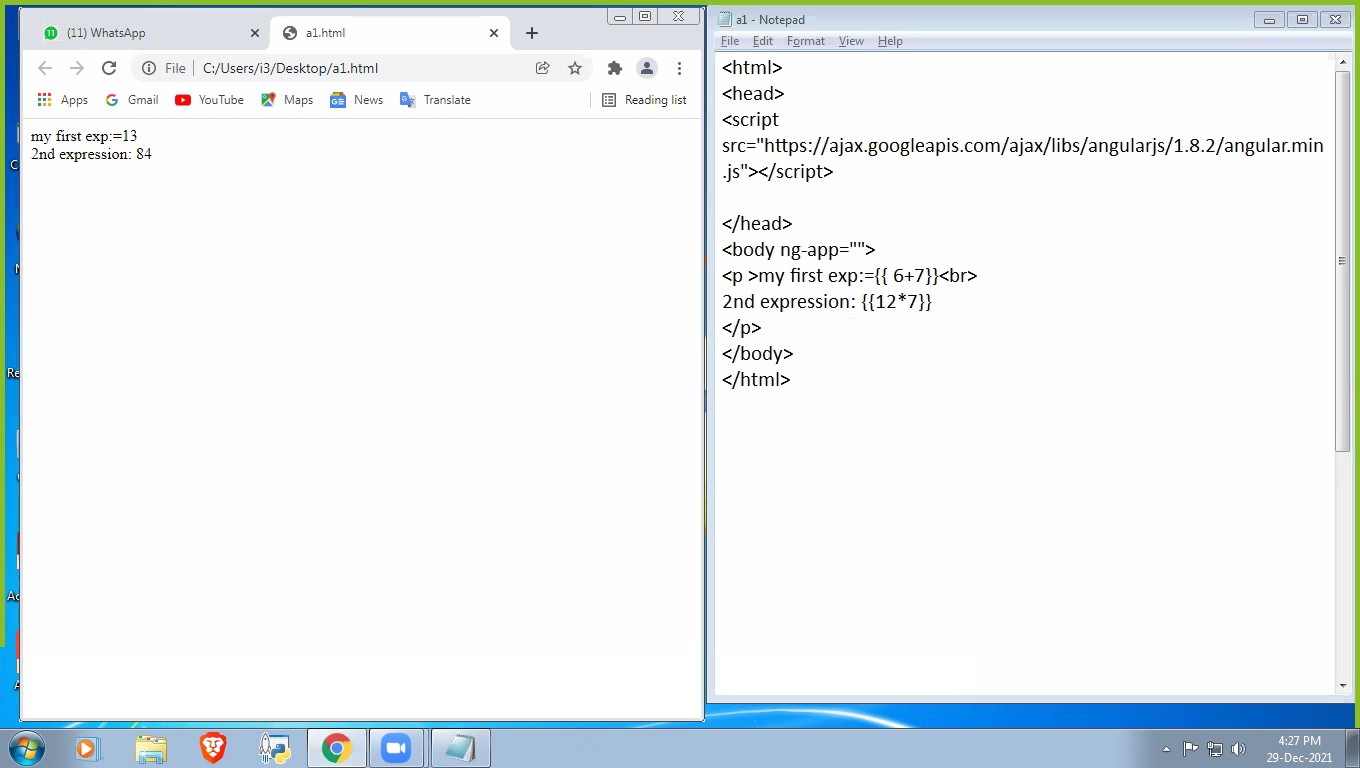 (11) WhatsApp
a1.html
File
C:/Users/i3/Desktop/a1.html
Apps
Gmail
YouTube
Maps
News
Translate
Reading list
my first exp:=13
2nd expression: 84
a1 - Notepad
File Edit Format View Help
<html>
<head>
<script
src="https://ajax.googleapis.com/ajax/libs/angularjs/1.8.2/angular.min
.js"></script>
</head>
<body ng-app="">
<p >my first exp:={{ 6+7}}<br>
2nd expression: {{12*7}}
</p>
</body>
</html>
4:27 PM
29-Dec-2021